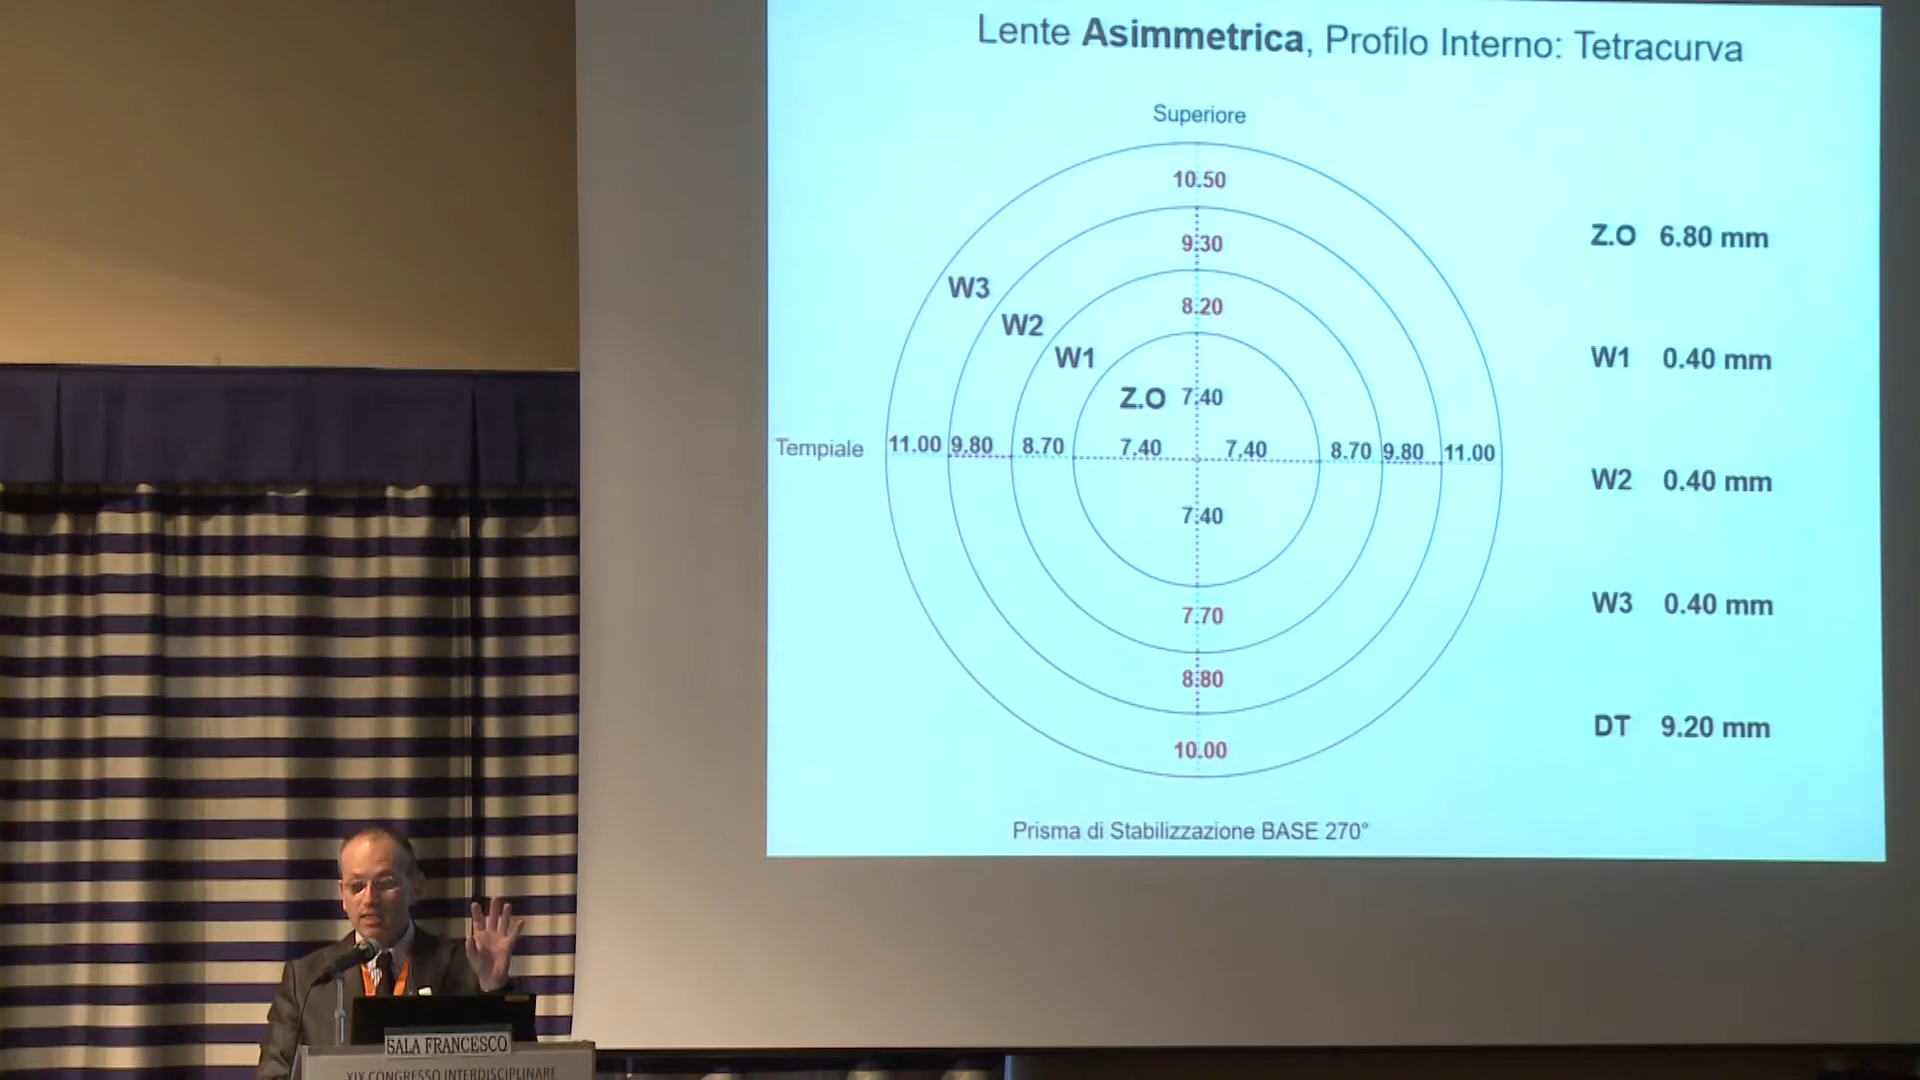 Lente Asimmetrica, Profilo Interno: Tetracurva
Superiore
10.50
9.30
8.20
W3
W2
W1
Z.O 7.40
Tempiale 11.00 9.80 8.70 7.40 7.40 8.70 9.80 11.00
7.40
7.70
8.80
10.00
Prisma di Stabilizzazione BASE 270°
Z.O 6.80 mm
W1 0.40 mm
W2 0.40 mm
W3 0.40 mm
DT 9.20 mm
SALA FRANCESCO
XIX CONGRESSO INTERDISCIPLINARE